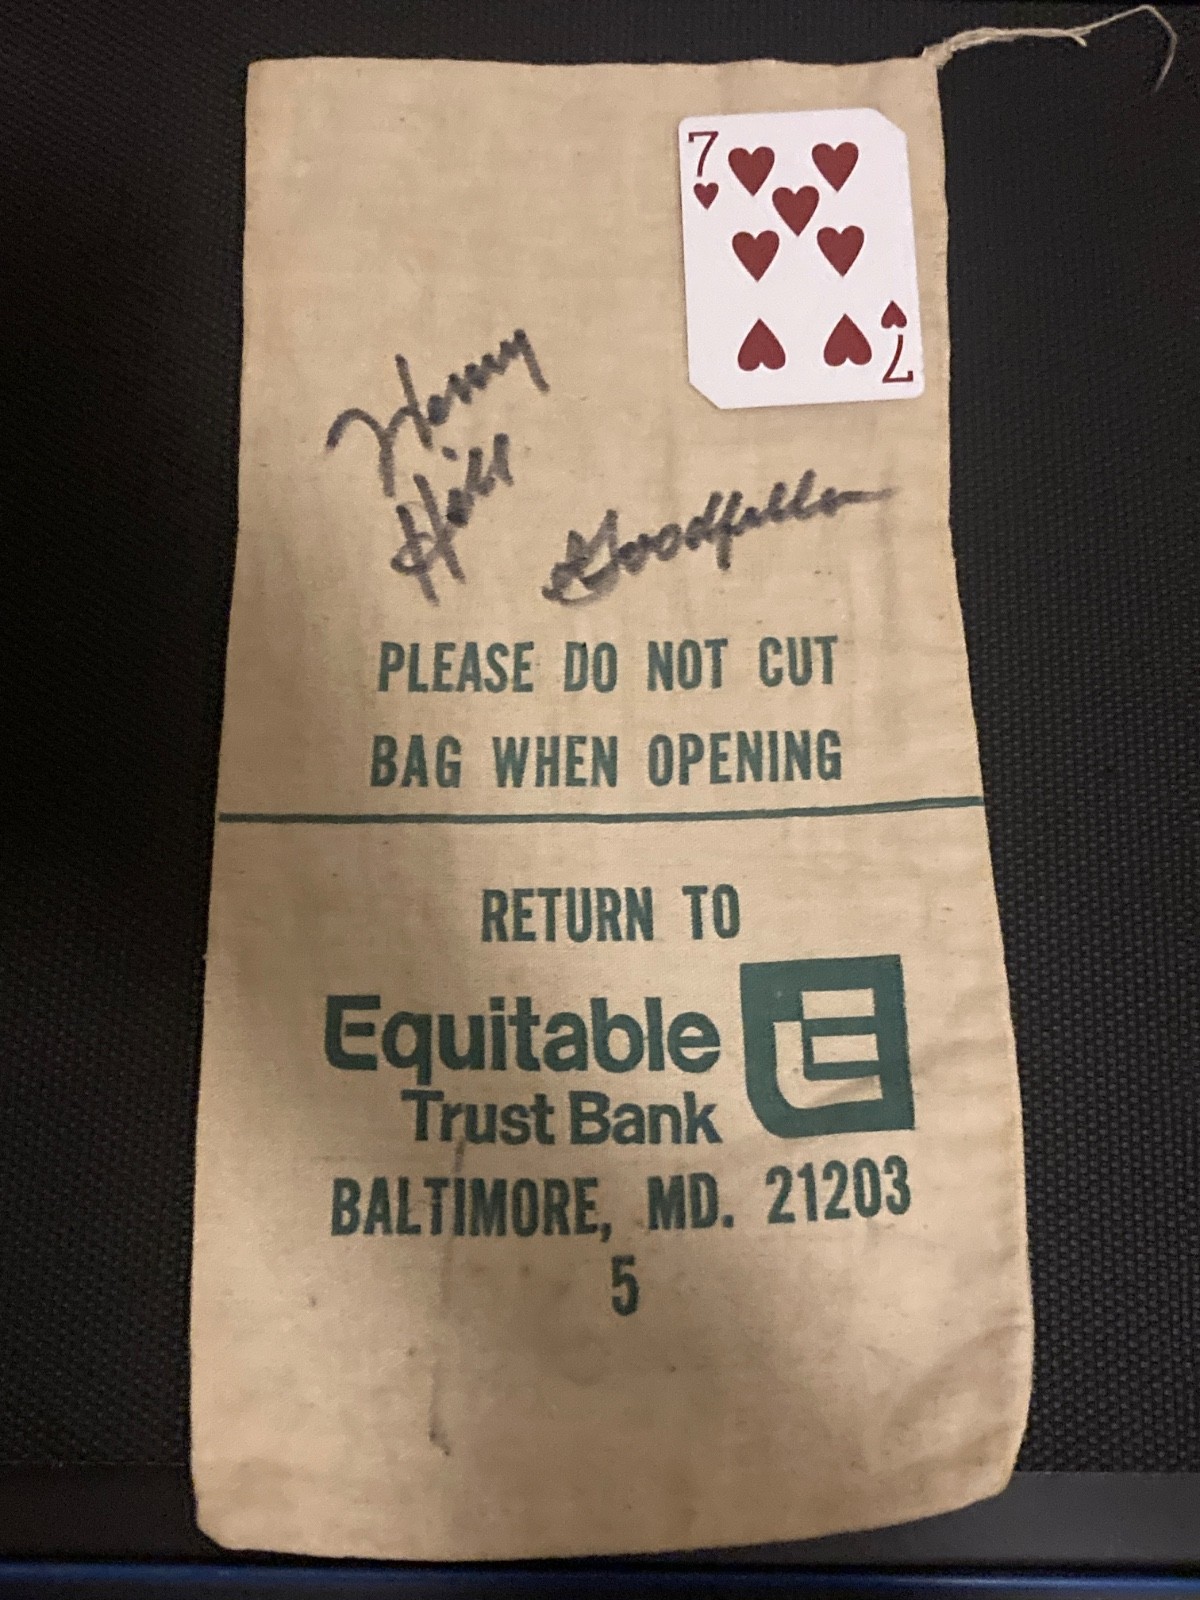 7
7
Henry
Hill
Goodfella
PLEASE DO NOT CUT
BAG WHEN OPENING
RETURN TO
Equitable
Trust Bank
BALTIMORE, MD. 21203
5